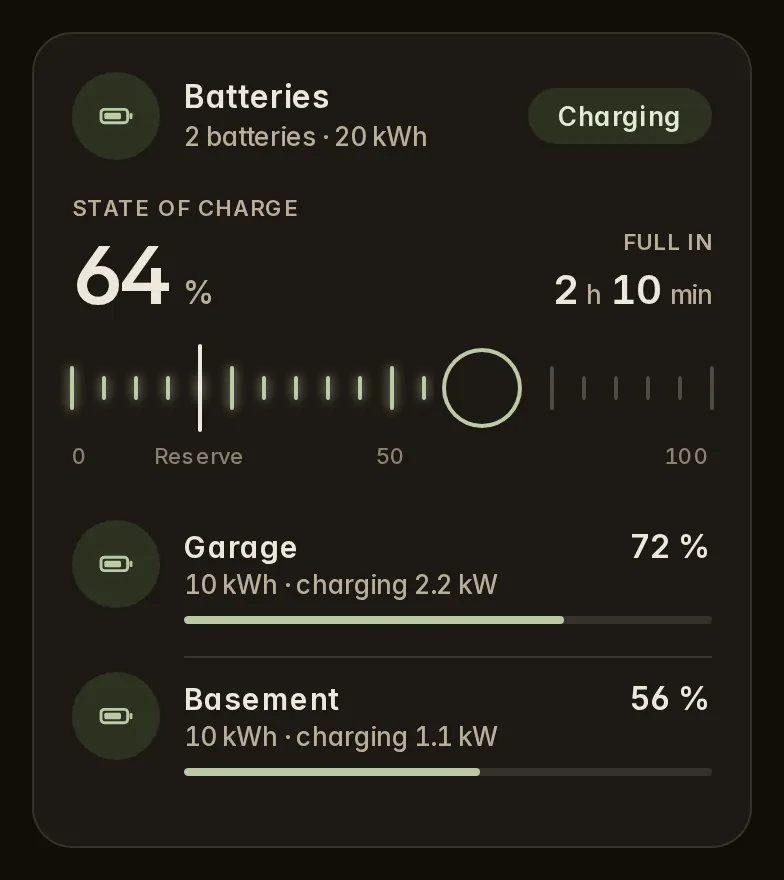 Batteries
2 batteries · 20 kWh
Charging
STATE OF CHARGE
64 %
FULL IN
2 h 10 min
0 Reserve 50 100
Garage
10 kWh · charging 2.2 kW
72 %
Basement
10 kWh · charging 1.1 kW
56 %